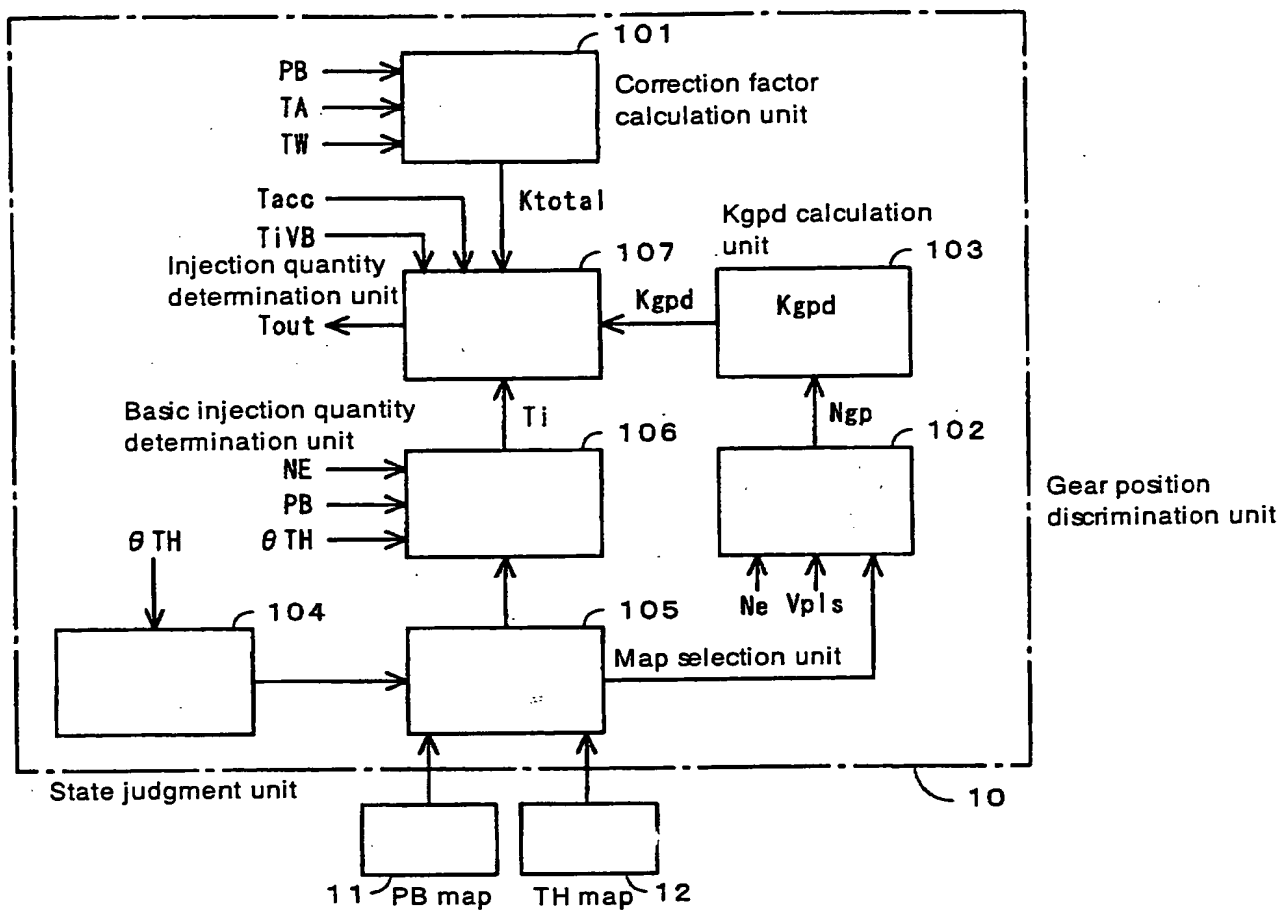 101
PB
TA
TW
Correction factor
calculation unit
Ktotal
Tacc
TiVB
Injection quantity
determination unit
Tout
107
Kgpd calculation
unit
103
Kgpd
Kgpd
Basic injection quantity
determination unit
Ti
106
NE
PB
θTH
Ngp
102
Gear position
discrimination unit
Ne
Vpls
θTH
104
105
Map selection unit
State judgment unit
10
11
PB map
TH map
12